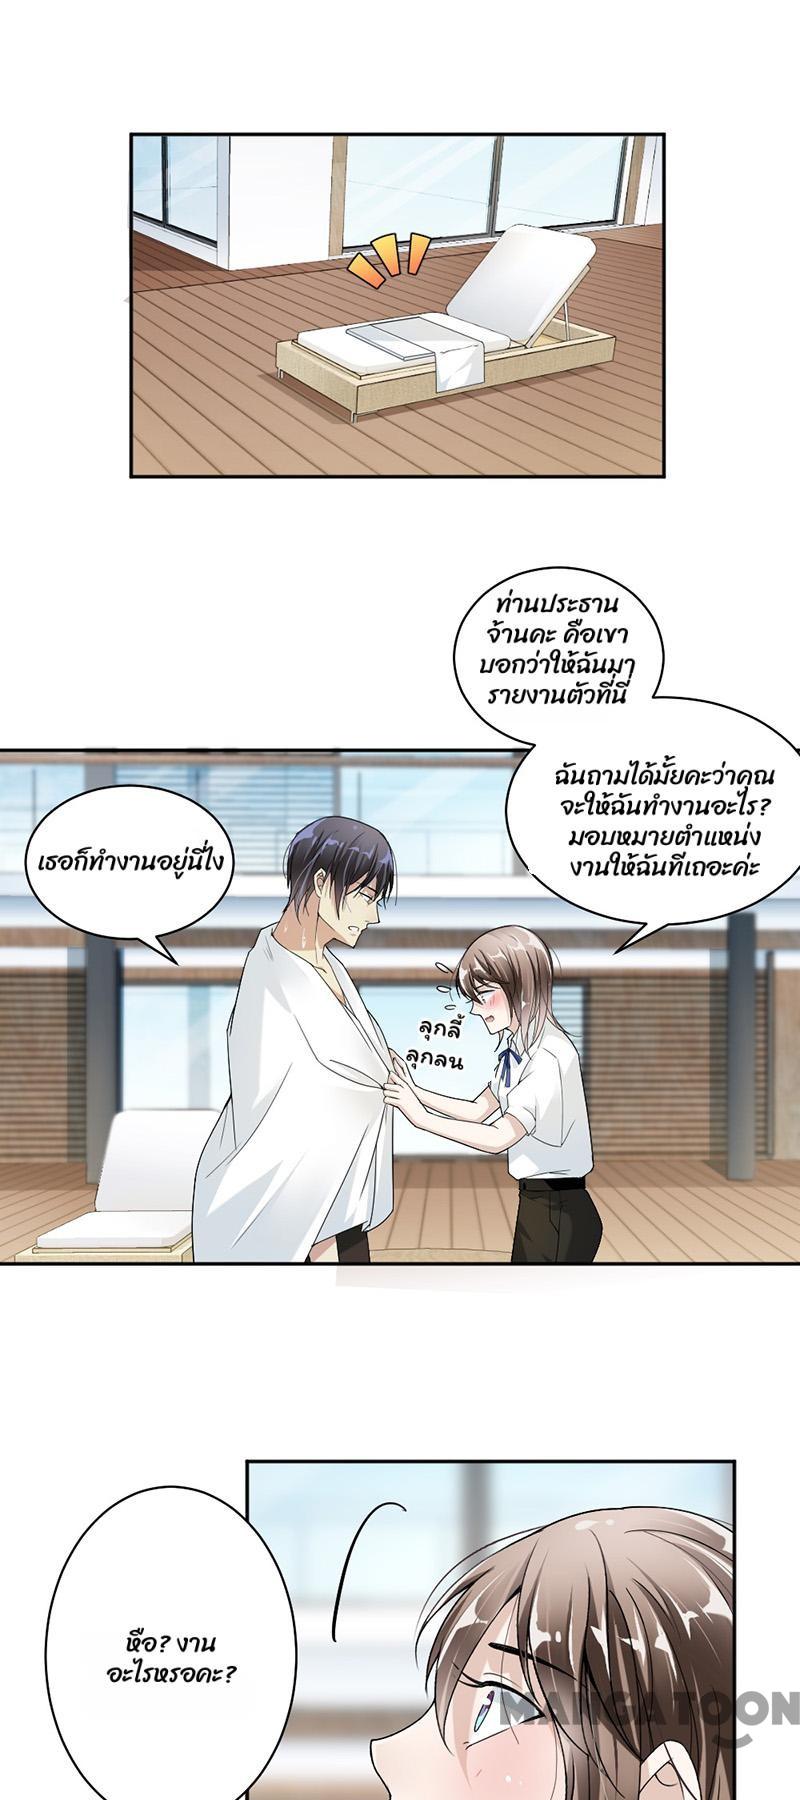 ท่านประธาน
จ้านคะ คือเขา
บอกว่าให้ฉันมา
รายงานตัวที่นี่
ฉันถามได้มั้ยคะว่าคุณ
จะให้ฉันทำงานอะไร?
มอบหมายตำแหน่ง
งานให้ฉันทีเถอะค่ะ
เธอก็ทำงานอยู่นี่ไง
ลุกลี้
ลุกลน
หือ? งาน
อะไรหรอคะ?
MANGATOON